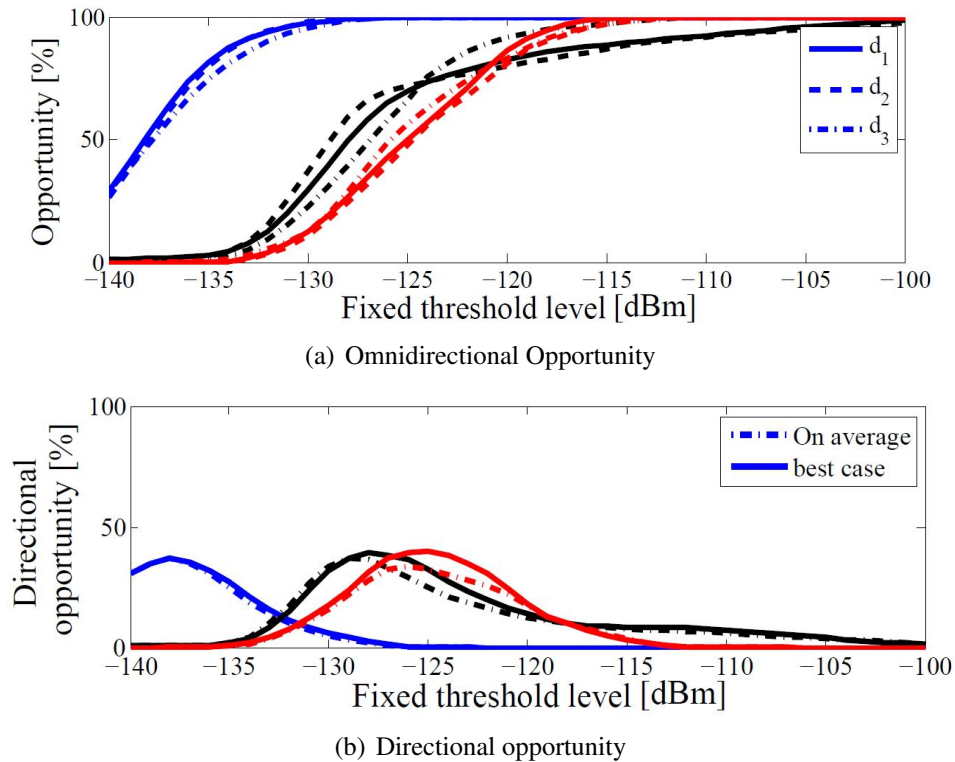 Opportunity [%]
100
50
0
−140 −135 −130 −125 −120 −115 −110 −105 −100
d1
d2
d3
Fixed threshold level [dBm]
(a) Omnidirectional Opportunity
Directional
opportunity [%]
100
50
0
−140 −135 −130 −125 −120 −115 −110 −105 −100
On average
best case
Fixed threshold level [dBm]
(b) Directional opportunity